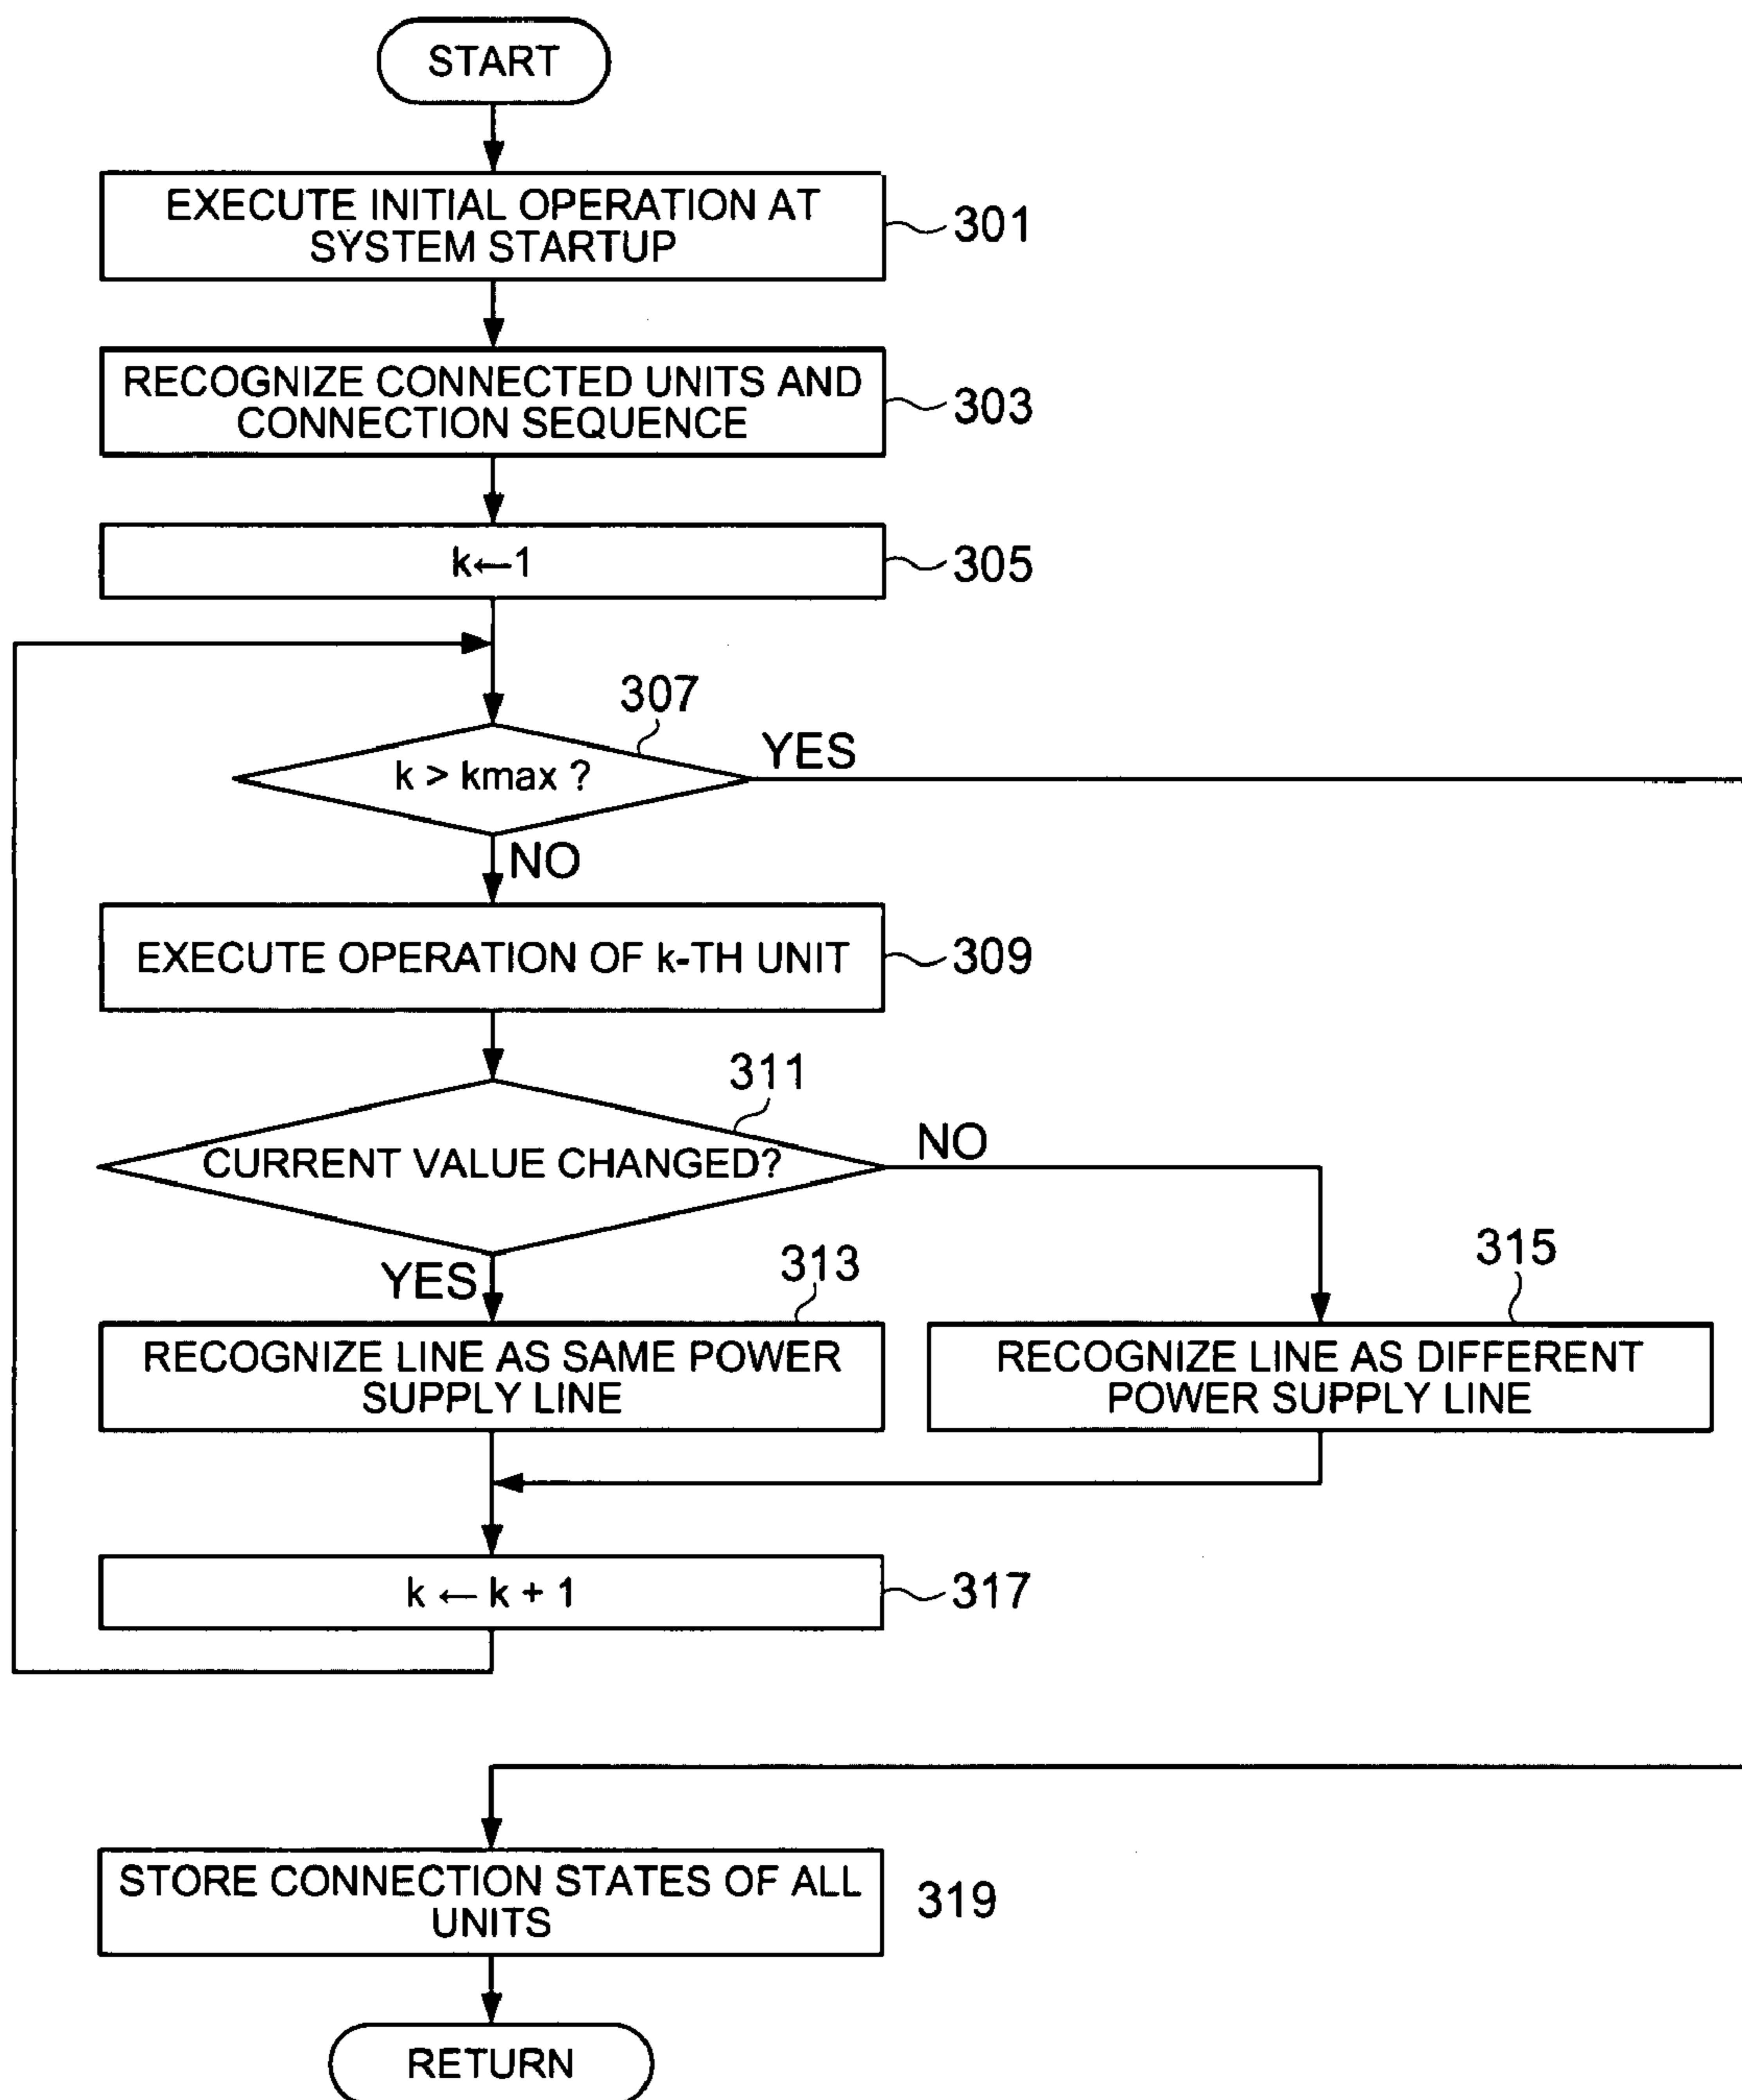 START
EXECUTE INITIAL OPERATION AT
SYSTEM STARTUP
301
RECOGNIZE CONNECTED UNITS AND
CONNECTION SEQUENCE
303
k←1
305
307
k > kmax ?
YES
NO
EXECUTE OPERATION OF k-TH UNIT
309
311
CURRENT VALUE CHANGED?
NO
YES
313
315
RECOGNIZE LINE AS SAME POWER
SUPPLY LINE
RECOGNIZE LINE AS DIFFERENT
POWER SUPPLY LINE
k ← k + 1
317
STORE CONNECTION STATES OF ALL
UNITS
319
RETURN